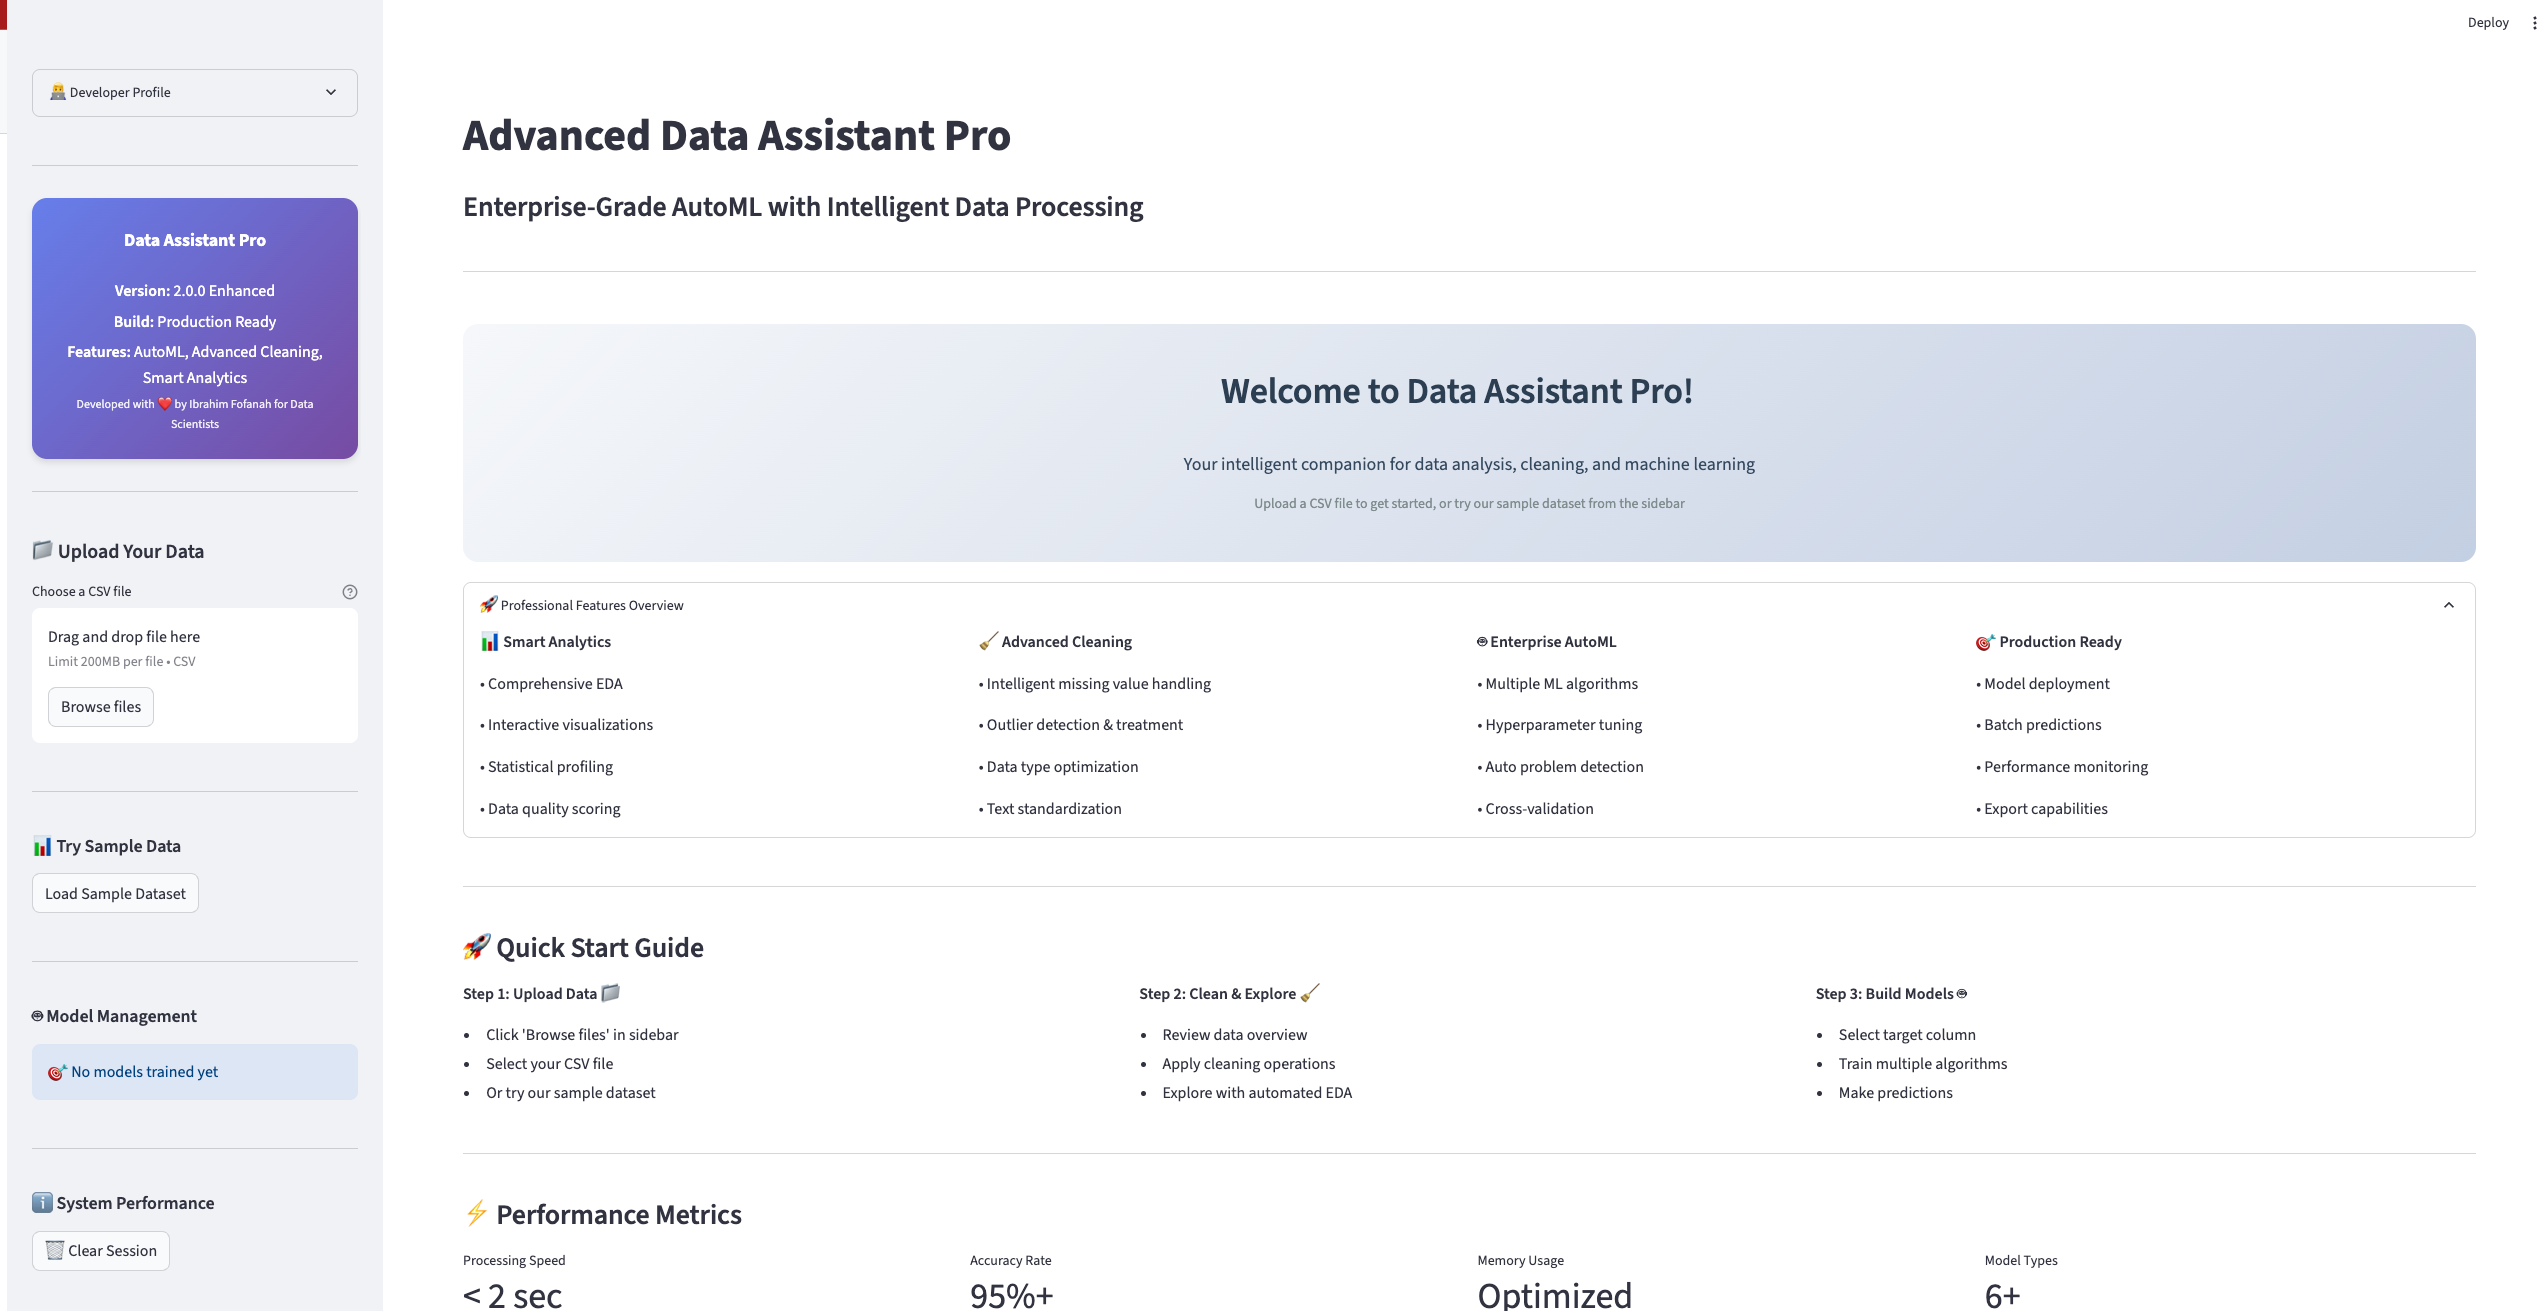 Deploy
👨‍💻 Developer Profile
Data Assistant Pro
Version: 2.0.0 Enhanced
Build: Production Ready
Features: AutoML, Advanced Cleaning,
Smart Analytics
Developed with ❤️ by Ibrahim Fofanah for Data
Scientists
📁 Upload Your Data
Choose a CSV file
Drag and drop file here
Limit 200MB per file • CSV
Browse files
📊 Try Sample Data
Load Sample Dataset
Model Management
🎯 No models trained yet
ℹ️ System Performance
🗑️ Clear Session
Advanced Data Assistant Pro
Enterprise-Grade AutoML with Intelligent Data Processing
Welcome to Data Assistant Pro!
Your intelligent companion for data analysis, cleaning, and machine learning
Upload a CSV file to get started, or try our sample dataset from the sidebar
🚀 Professional Features Overview
📊 Smart Analytics
• Comprehensive EDA
• Interactive visualizations
• Statistical profiling
• Data quality scoring
🧹 Advanced Cleaning
• Intelligent missing value handling
• Outlier detection & treatment
• Data type optimization
• Text standardization
Enterprise AutoML
• Multiple ML algorithms
• Hyperparameter tuning
• Auto problem detection
• Cross-validation
🎯 Production Ready
• Model deployment
• Batch predictions
• Performance monitoring
• Export capabilities
🚀 Quick Start Guide
Step 1: Upload Data 📁
• Click 'Browse files' in sidebar
• Select your CSV file
• Or try our sample dataset
Step 2: Clean & Explore 🧹
• Review data overview
• Apply cleaning operations
• Explore with automated EDA
Step 3: Build Models
• Select target column
• Train multiple algorithms
• Make predictions
⚡ Performance Metrics
Processing Speed
< 2 sec
Accuracy Rate
95%+
Memory Usage
Optimized
Model Types
6+